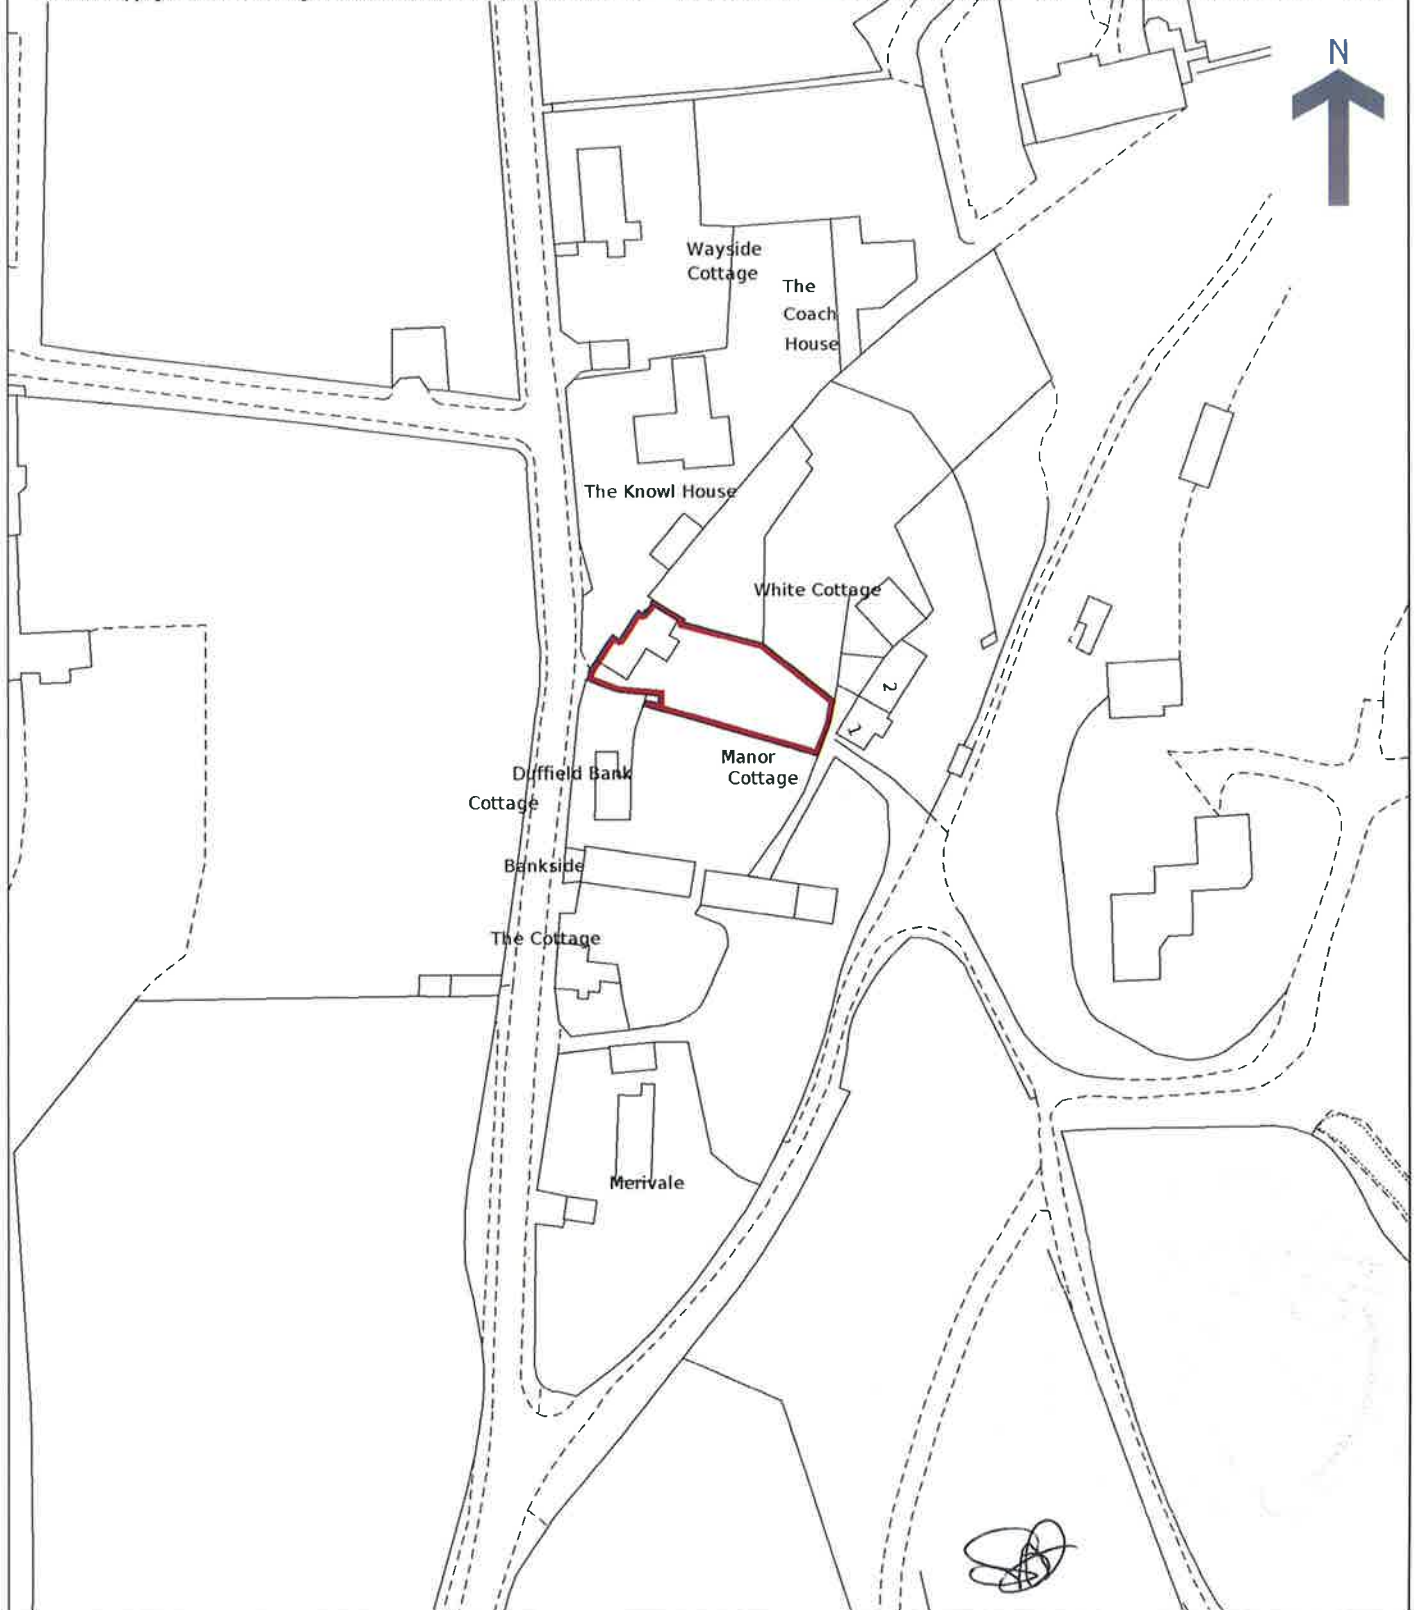 N
Wayside
Cottage
The
Coach
House
The Knowl House
White Cottage
2
1
Manor
Cottage
Duffield Bank
Cottage
Bankside
The Cottage
Merivale